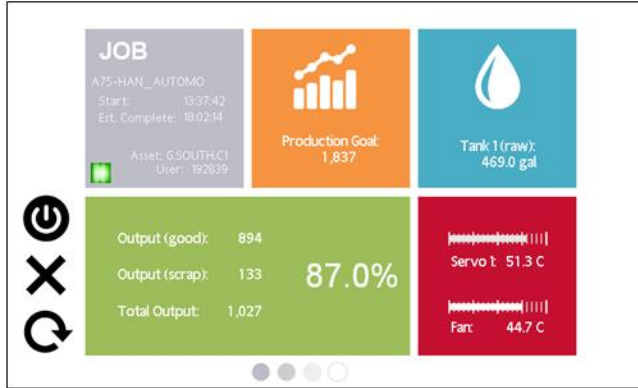 JOB
A75-HAN_AUTOMO
Start: 13:37:42
Est. Complete: 18:02:14
Asset: G.SOUTH.C1
User: 192839
Production Goal:
1,837
Tank 1 (raw):
469.0 gal
Output (good): 894
Output (scrap): 133
Total Output: 1,027
87.0%
Servo 1: 51.3 C
Fan: 44.7 C